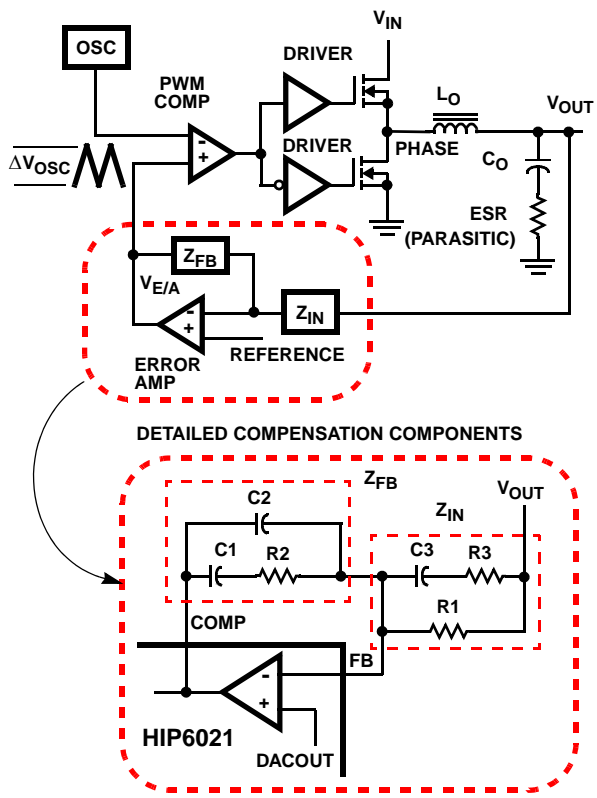 V_IN
OSC
DRIVER
PWM
COMP
L_O
V_OUT
-
+
DRIVER
PHASE
C_O
ΔV_OSC
ESR
(PARASITIC)
Z_FB
V_E/A
-
+
Z_IN
REFERENCE
ERROR
AMP
DETAILED COMPENSATION COMPONENTS
Z_FB
V_OUT
C2
Z_IN
C1
R2
C3
R3
R1
COMP
FB
-
+
HIP6021
DACOUT